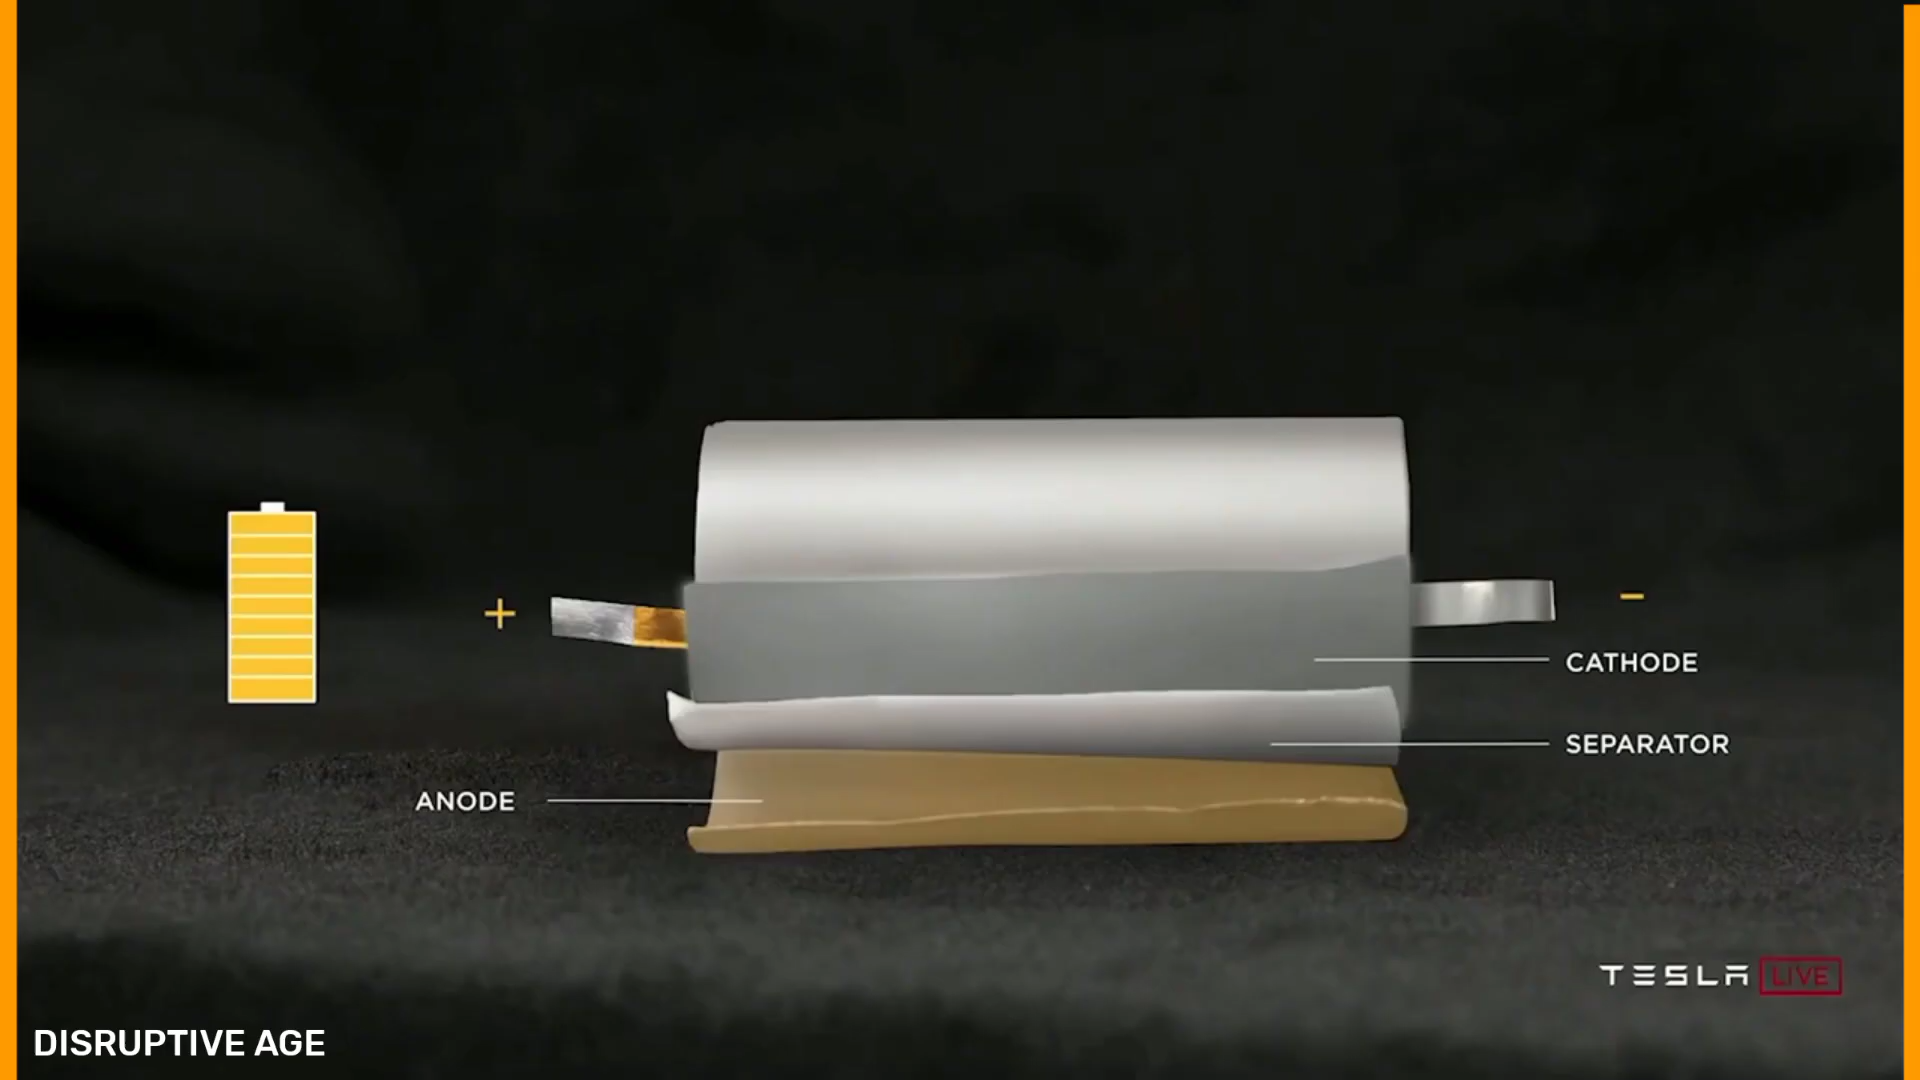 +
−
CATHODE
SEPARATOR
ANODE
TESLA LIVE
DISRUPTIVE AGE